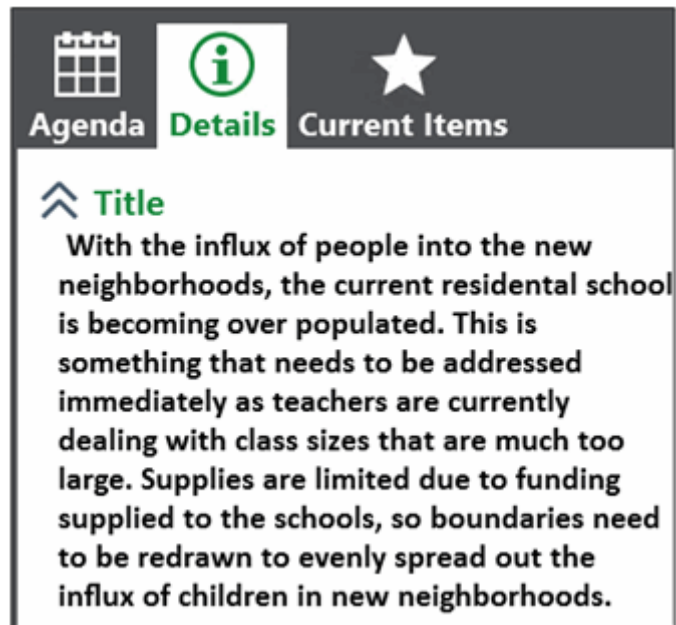 Agenda Details Current Items
Title
With the influx of people into the new
neighborhoods, the current residental school
is becoming over populated. This is
something that needs to be addressed
immediately as teachers are currently
dealing with class sizes that are much too
large. Supplies are limited due to funding
supplied to the schools, so boundaries need
to be redrawn to evenly spread out the
influx of children in new neighborhoods.